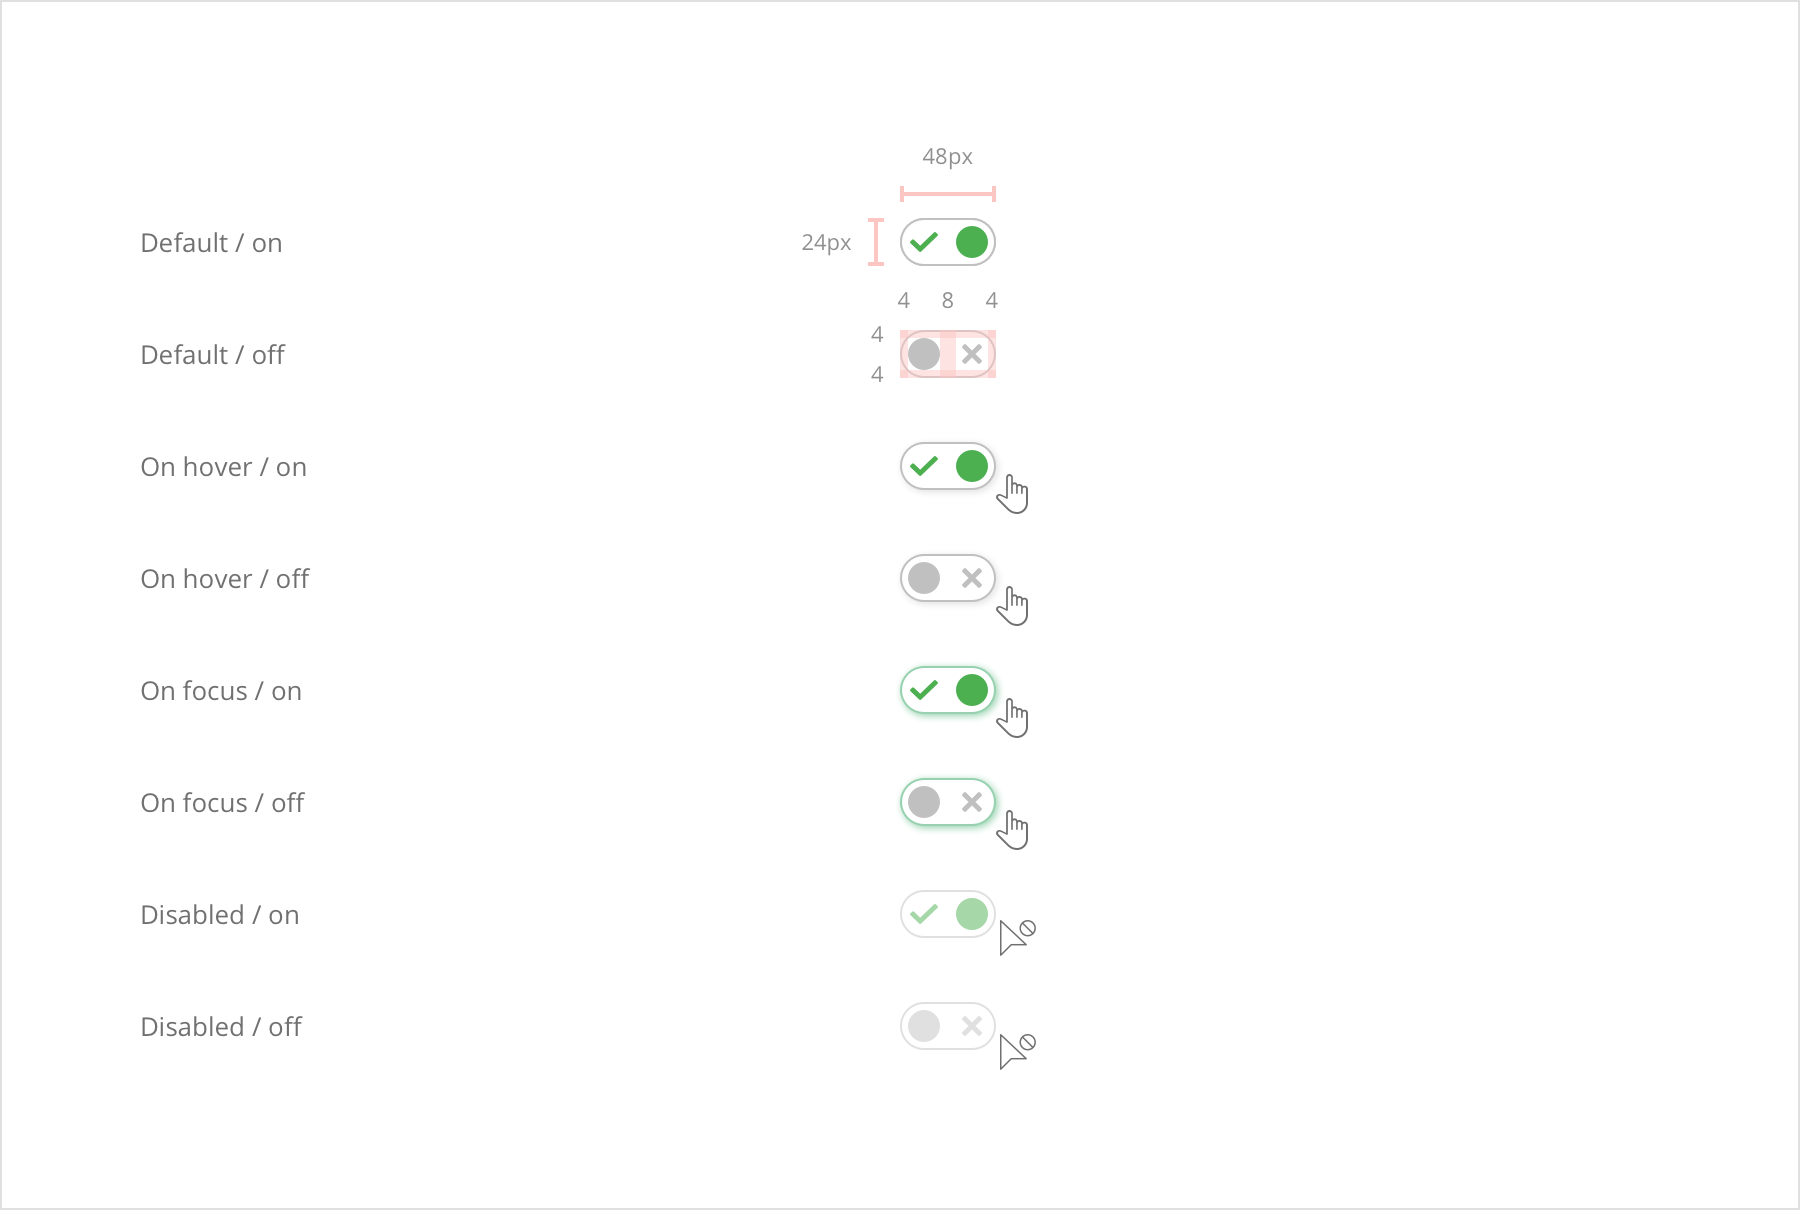 48px
Default / on
24px
4 8 4
Default / off
4
4
On hover / on
On hover / off
On focus / on
On focus / off
Disabled / on
Disabled / off